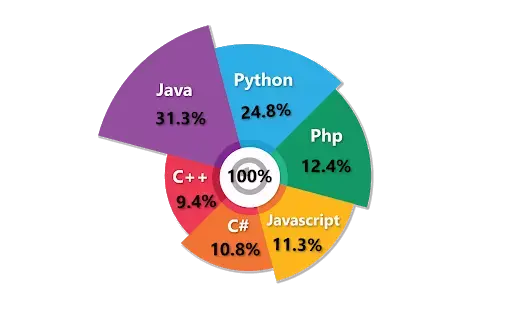 Java
31.3%
Python
24.8%
Php
12.4%
C++
9.4%
100%
C#
10.8%
Javascript
11.3%